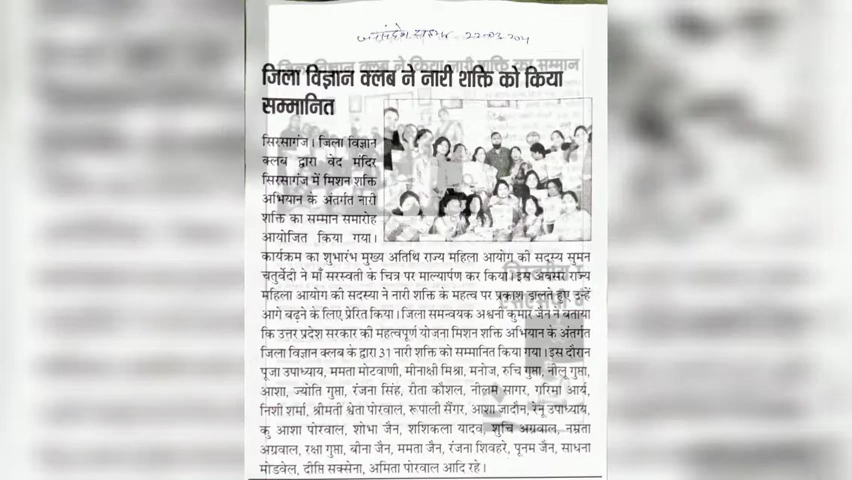 22-03-2021
जिला विज्ञान क्लब ने नारी शक्ति को किया
सम्मानित
सिरसागंज। जिला विज्ञान
क्लब द्वारा वेद मंदिर
सिरसागंज में मिशन शक्ति
अभियान के अंतर्गत नारी
शक्ति का सम्मान समारोह
आयोजित किया गया।
कार्यक्रम का शुभारंभ मुख्य अतिथि राज्य महिला आयोग की सदस्य सुमन
चतुर्वेदी ने माँ सरस्वती के चित्र पर माल्यार्पण कर किया। इस अवसर राज्य
महिला आयोग की सदस्या ने नारी शक्ति के महत्व पर प्रकाश डालते हुए उन्हें
आगे बढ़ने के लिए प्रेरित किया। जिला समन्वयक अश्वनी कुमार जैन ने बताया
कि उत्तर प्रदेश सरकार की महत्वपूर्ण योजना मिशन शक्ति अभियान के अंतर्गत
जिला विज्ञान क्लब के द्वारा 31 नारी शक्ति को सम्मानित किया गया। इस दौरान
पूजा उपाध्याय, ममता मोटवाणी, मीनाक्षी मिश्रा, मनोज, रुचि गुप्ता, नीलू गुप्ता,
आशा, ज्योति गुप्ता, रंजना सिंह, रीता कौशल, नीलम सागर, गरिमा आर्य,
निशी शर्मा, श्रीमती श्वेता पोरवाल, रूपाली सैंगर, आशा जादौन, रेनू उपाध्याय,
कु आशा पोरवाल, शोभा जैन, शशिकला यादव, शुचि अग्रवाल, नम्रता
अग्रवाल, रक्षा गुप्ता, बीना जैन, ममता जैन, रंजना शिवहरे, पूनम जैन, साधना
मोडवेल, दीप्ति सक्सेना, अमिता पोरवाल आदि रहे।